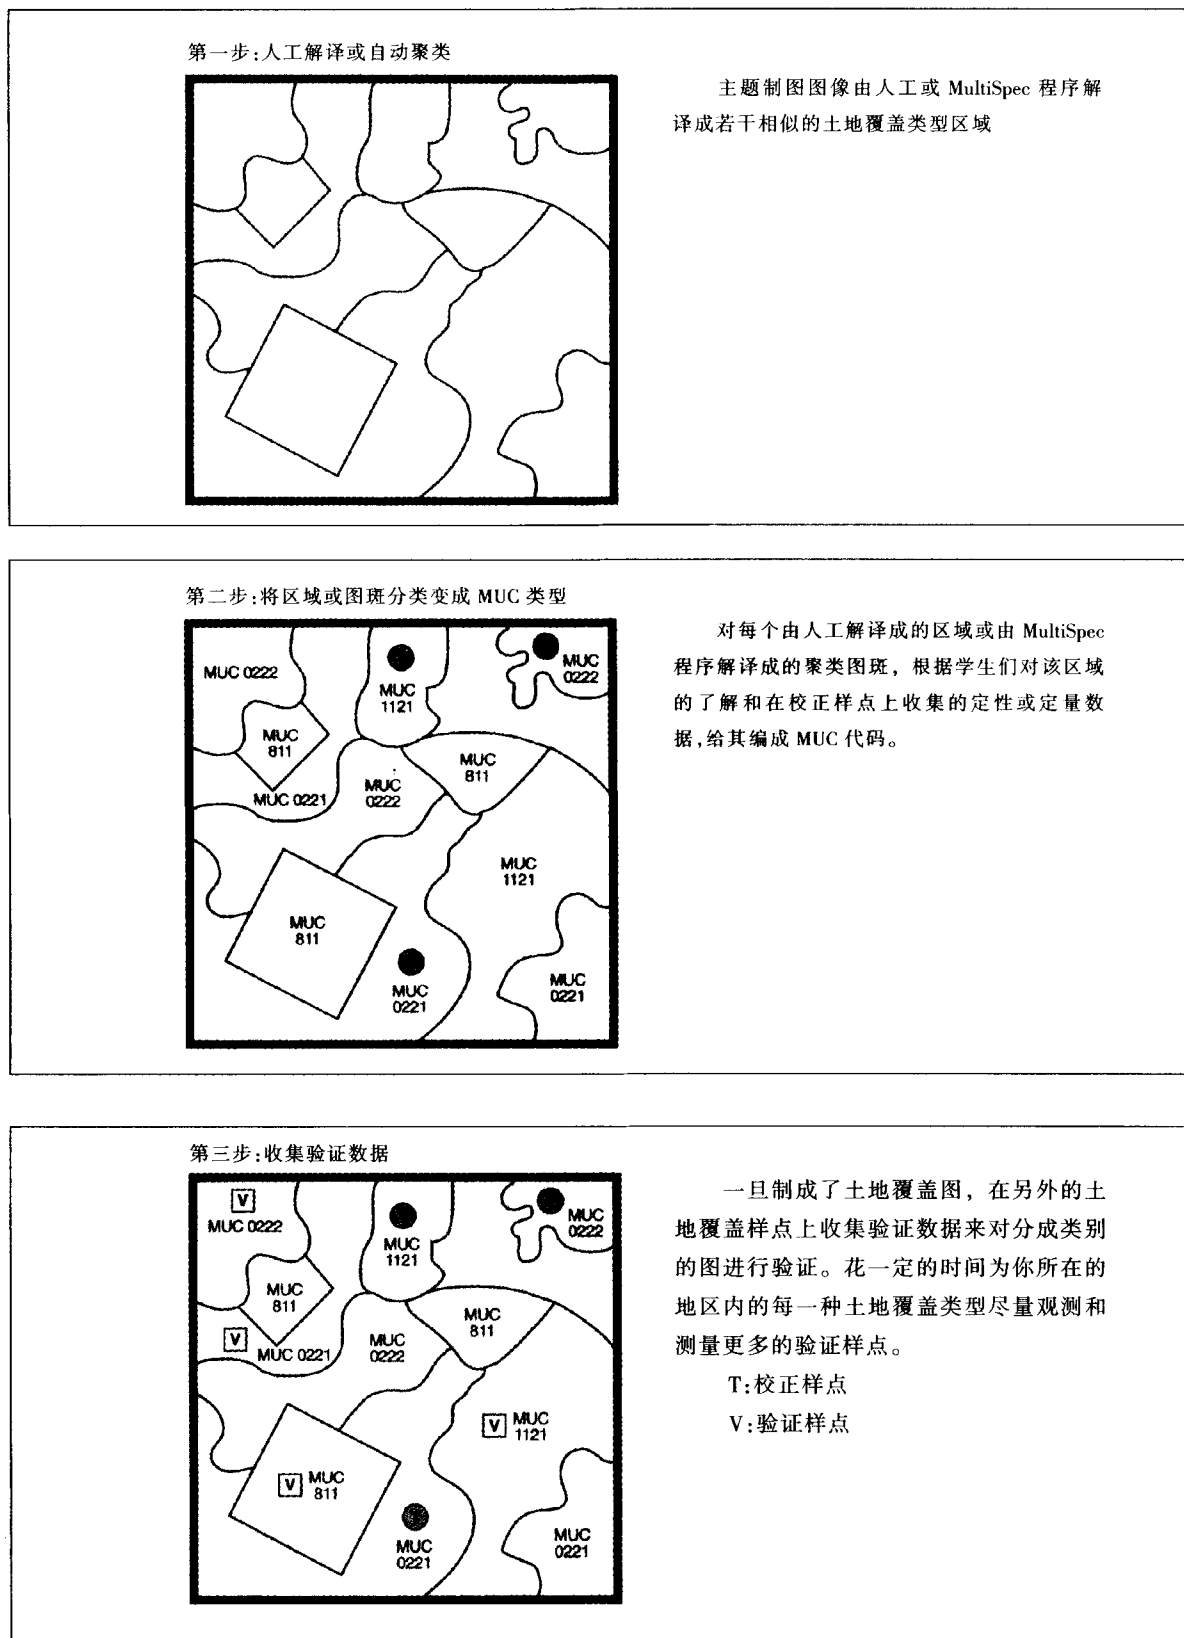 第一步:人工解译或自动聚类
主题制图图像由人工或 MultiSpec 程序解
译成若干相似的土地覆盖类型区域
第二步:将区域或图斑分类变成 MUC 类型
MUC 0222
MUC
1121
MUC
0222
MUC
811
MUC 0221
MUC
0222
MUC
811
MUC
1121
MUC
811
MUC
0221
MUC
0221
对每个由人工解译成的区域或由 MultiSpec
程序解译成的聚类图斑，根据学生们对该区域
的了解和在校正样点上收集的定性或定量数
据,给其编成 MUC 代码。
第三步:收集验证数据
V
MUC 0222
MUC
1121
MUC
0222
MUC
811
V
MUC 0221
MUC
0222
MUC
811
V
MUC
1121
V
MUC
811
MUC
0221
MUC
0221
一旦制成了土地覆盖图，在另外的土
地覆盖样点上收集验证数据来对分成类别
的图进行验证。花一定的时间为你所在的
地区内的每一种土地覆盖类型尽量观测和
测量更多的验证样点。
T:校正样点
V:验证样点